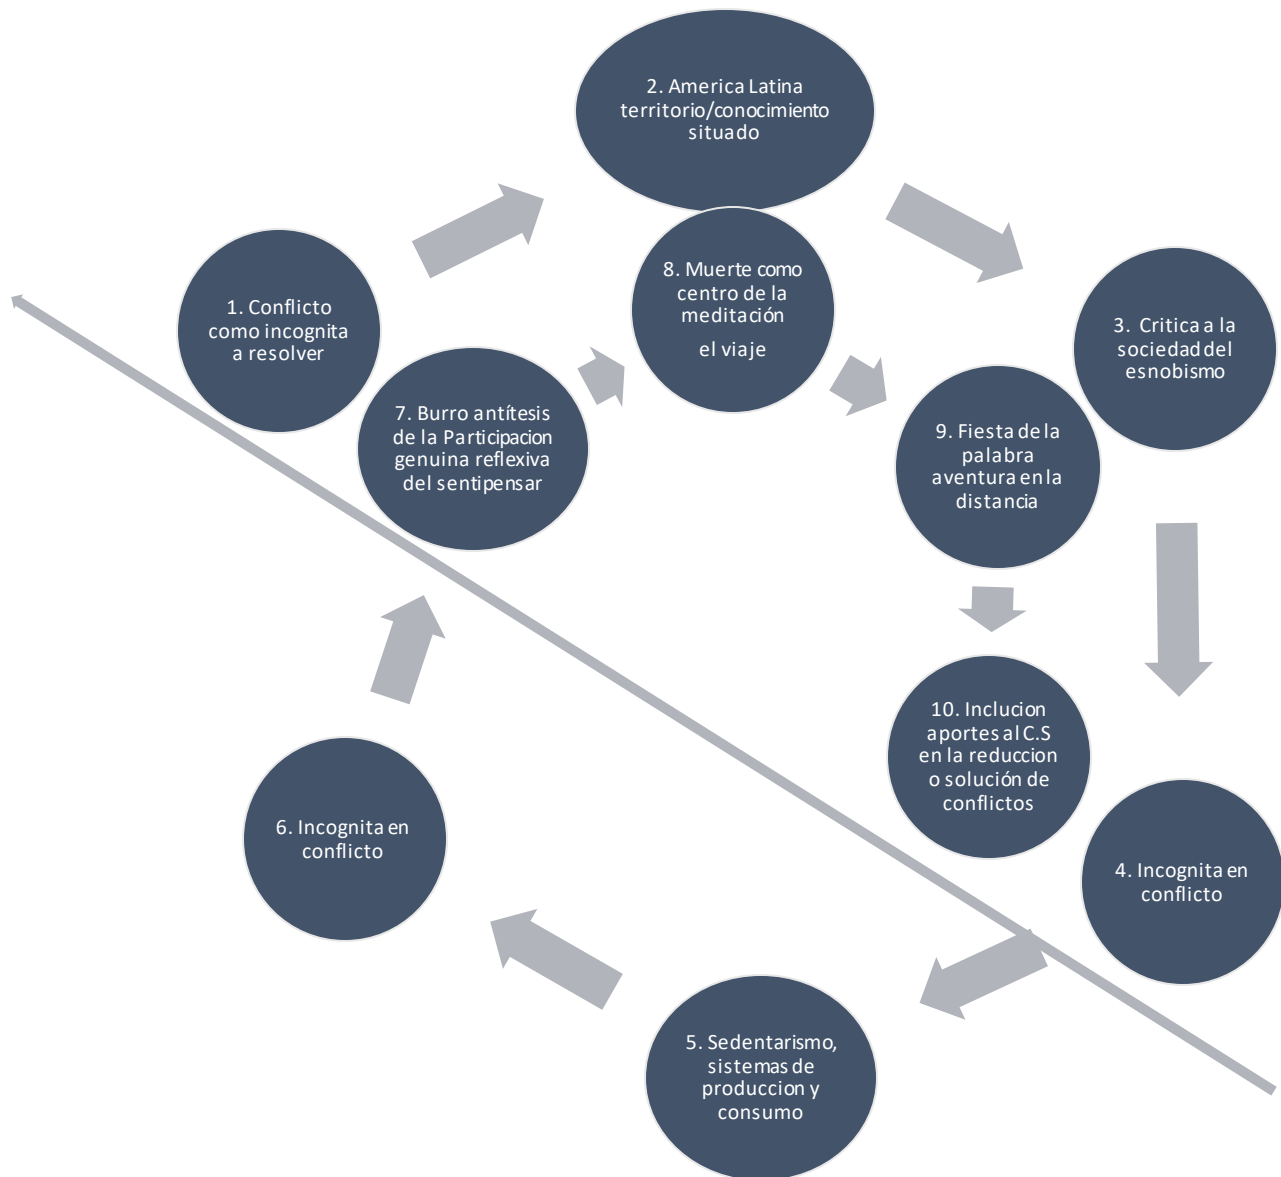 1. Conflicto
como incognita
a resolver
2. America Latina
territorio/conocimiento
situado
3. Critica a la
sociedad del
esnobismo
4. Incognita en
conflicto
5. Sedentarismo,
sistemas de
produccion y
consumo
6. Incognita en
conflicto
7. Burro antítesis
de la Participacion
genuina reflexiva
del sentipensar
8. Muerte como
centro de la
meditación
el viaje
9. Fiesta de la
palabra
aventura en la
distancia
10. Inclucion
aportes al C.S
en la reduccion
o solución de
conflictos